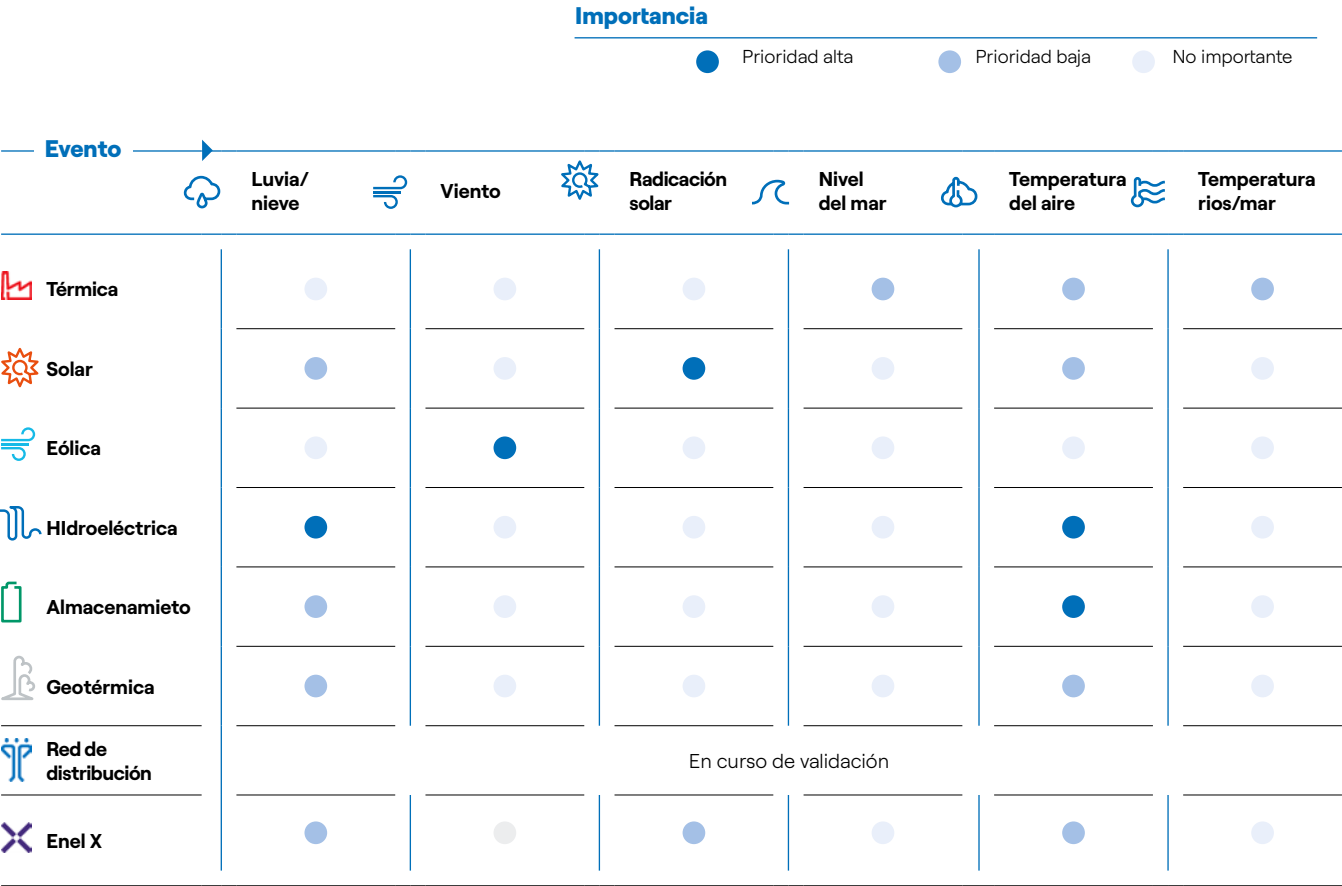 Importancia
Prioridad alta
Prioridad baja
No importante
Evento
Luvia/
nieve
Viento
Radicación
solar
Nivel
del mar
Temperatura
del aire
Temperatura
rios/mar
Térmica
Solar
Eólica
HIdroeléctrica
Almacenamieto
Geotérmica
Red de
distribución
En curso de validación
Enel X